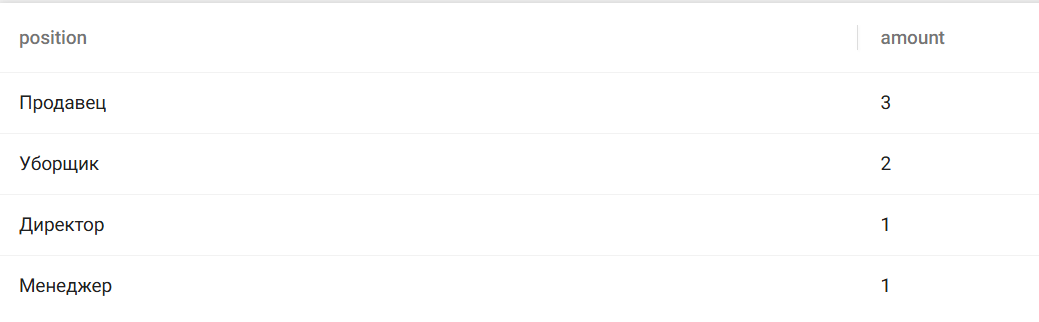 position amount
Продавец 3
Уборщик 2
Директор 1
Менеджер 1